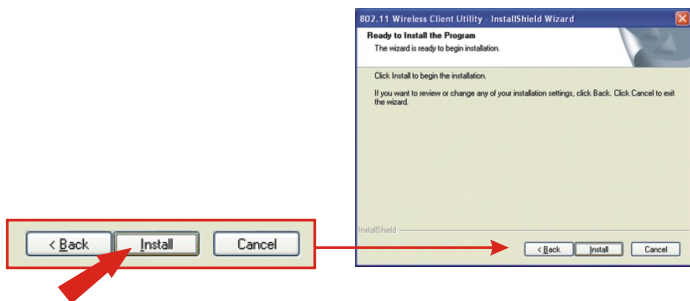 802.11 Wireless Client Utility - InstallShield Wizard
Ready to Install the Program
The wizard is ready to begin installation.
Click Install to begin the installation.
If you want to review or change any of your installation settings, click Back. Click Cancel to exit
the wizard.
InstallShield
< Back Install Cancel
< Back Install Cancel